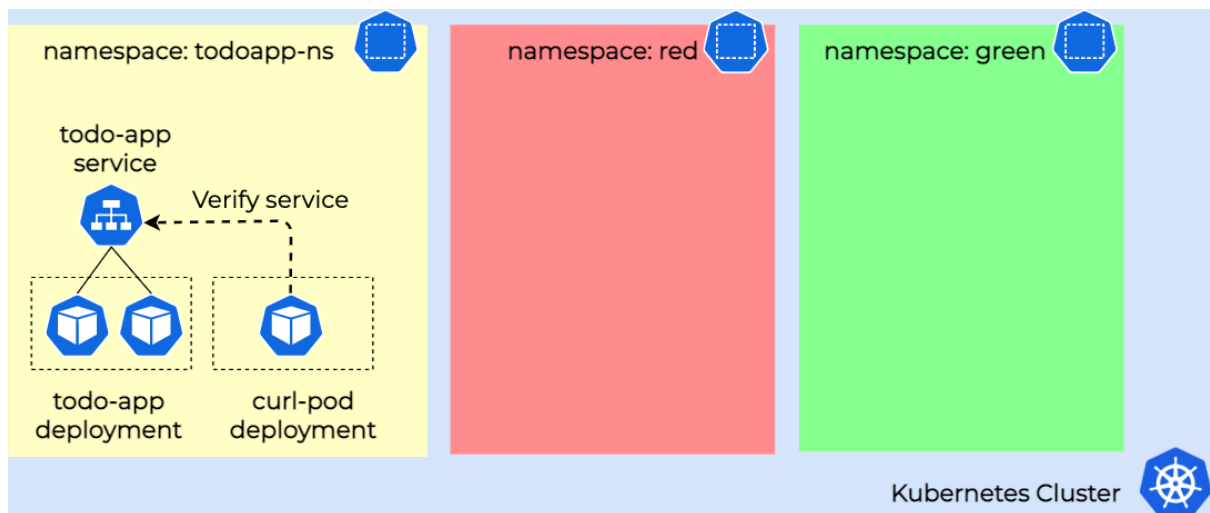 namespace: todoapp-ns
namespace: red
namespace: green
todo-app
service
Verify service
todo-app
deployment
curl-pod
deployment
Kubernetes Cluster